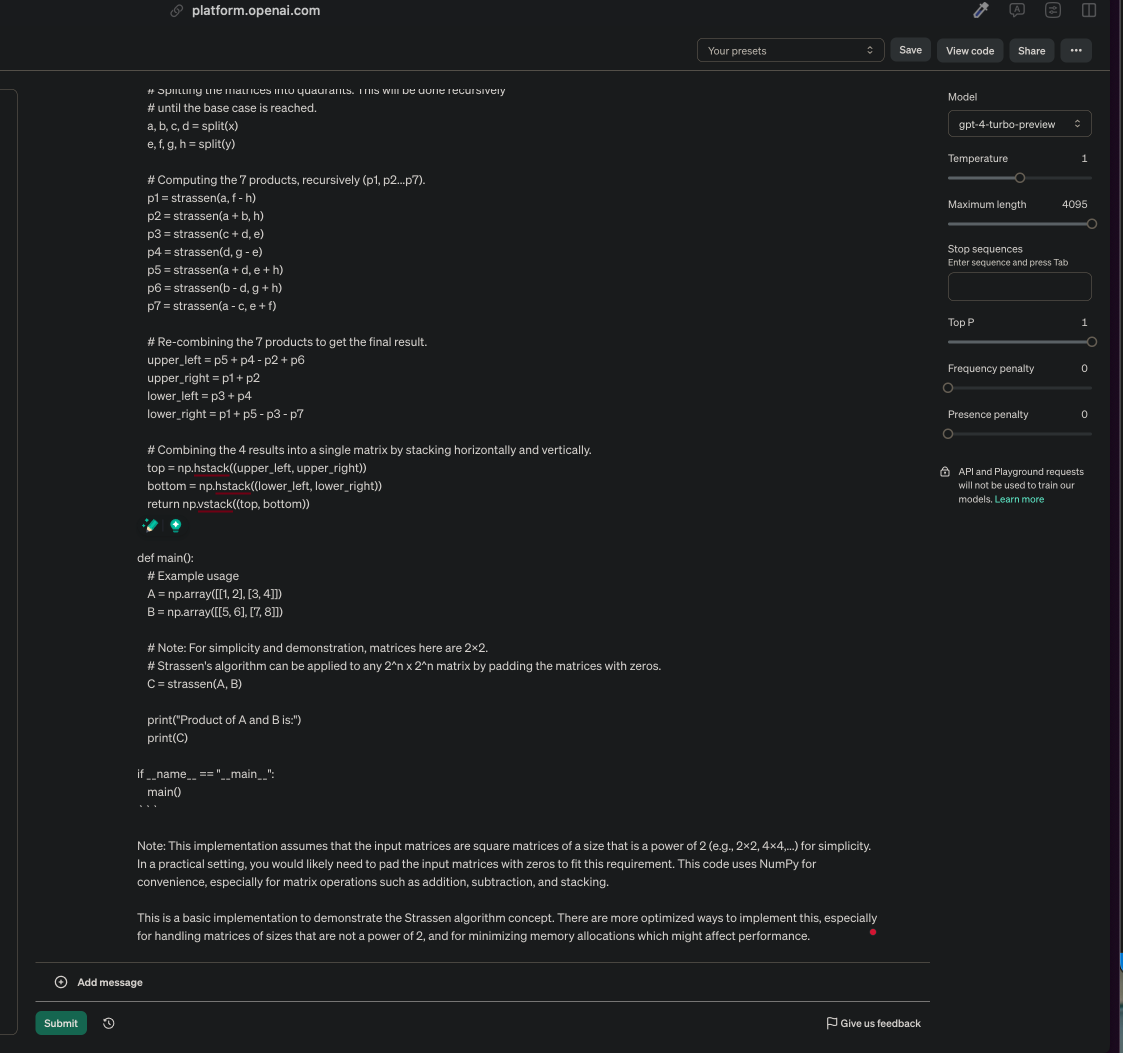 platform.openai.com
Your presets
Save
View code
Share
# Splitting the matrices into quadrants. This will be done recursively
# until the base case is reached.
a, b, c, d = split(x)
e, f, g, h = split(y)
# Computing the 7 products, recursively (p1, p2...p7).
p1 = strassen(a, f - h)
p2 = strassen(a + b, h)
p3 = strassen(c + d, e)
p4 = strassen(d, g - e)
p5 = strassen(a + d, e + h)
p6 = strassen(b - d, g + h)
p7 = strassen(a - c, e + f)
# Re-combining the 7 products to get the final result.
upper_left = p5 + p4 - p2 + p6
upper_right = p1 + p2
lower_left = p3 + p4
lower_right = p1 + p5 - p3 - p7
# Combining the 4 results into a single matrix by stacking horizontally and vertically.
top = np.hstack((upper_left, upper_right))
bottom = np.hstack((lower_left, lower_right))
return np.vstack((top, bottom))
def main():
# Example usage
A = np.array([[1, 2], [3, 4]])
B = np.array([[5, 6], [7, 8]])
# Note: For simplicity and demonstration, matrices here are 2×2.
# Strassen's algorithm can be applied to any 2^n x 2^n matrix by padding the matrices with zeros.
C = strassen(A, B)
print("Product of A and B is:")
print(C)
if __name__ == "__main__":
main()
```
Note: This implementation assumes that the input matrices are square matrices of a size that is a power of 2 (e.g., 2×2, 4×4,...) for simplicity.
In a practical setting, you would likely need to pad the input matrices with zeros to fit this requirement. This code uses NumPy for
convenience, especially for matrix operations such as addition, subtraction, and stacking.
This is a basic implementation to demonstrate the Strassen algorithm concept. There are more optimized ways to implement this, especially
for handling matrices of sizes that are not a power of 2, and for minimizing memory allocations which might affect performance.
Add message
Submit
Give us feedback
Model
gpt-4-turbo-preview
Temperature 1
Maximum length 4095
Stop sequences
Enter sequence and press Tab
Top P 1
Frequency penalty 0
Presence penalty 0
API and Playground requests
will not be used to train our
models. Learn more